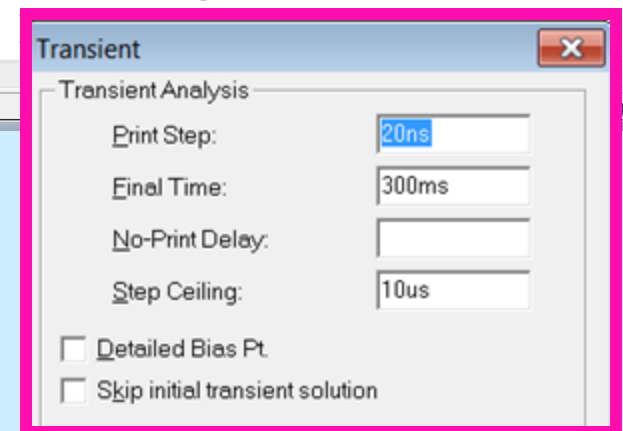 Transient
Transient Analysis
Print Step: 20ns
Final Time: 300ms
No-Print Delay:
Step Ceiling: 10us
Detailed Bias Pt.
Skip initial transient solution